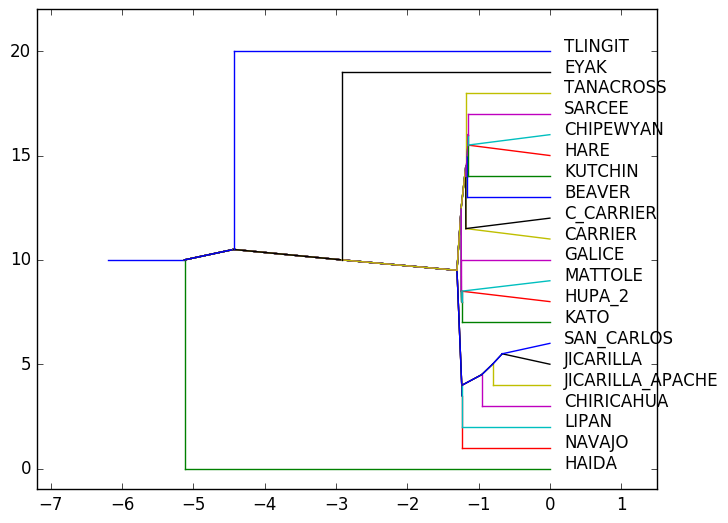 20
15
10
5
0
TLINGIT
EYAK
TANACROSS
SARCEE
CHIPEWYAN
HARE
KUTCHIN
BEAVER
C_CARRIER
CARRIER
GALICE
MATTOLE
HUPA_2
KATO
SAN_CARLOS
JICARILLA
JICARILLA_APACHE
CHIRICAHUA
LIPAN
NAVAJO
HAIDA
−7 −6 −5 −4 −3 −2 −1 0 1